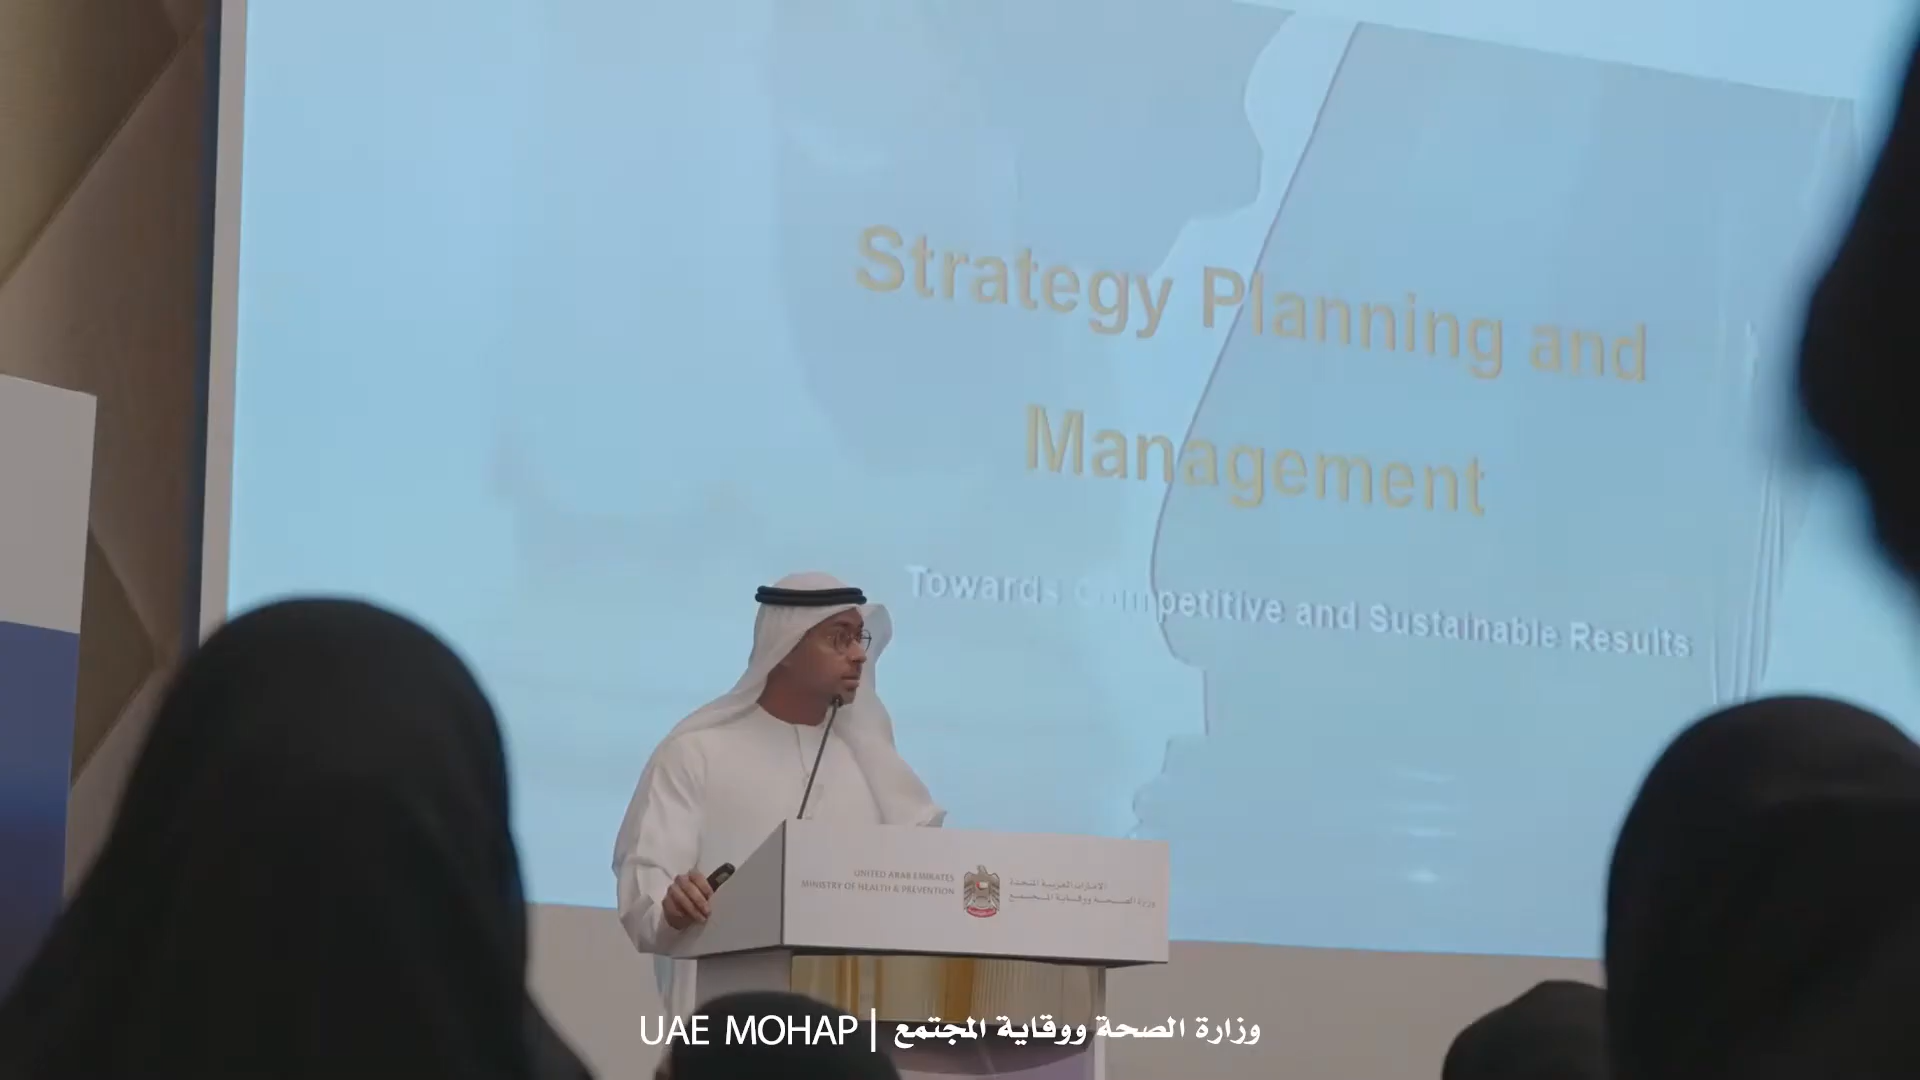 Strategy Planning and
Management
Towards Competitive and Sustainable Results
UNITED ARAB EMIRATES
MINISTRY OF HEALTH & PREVENTION
الامارات العربية المتحدة
وزارة الصحة ووقاية المجتمع
UAE MOHAP | وزارة الصحة ووقاية المجتمع